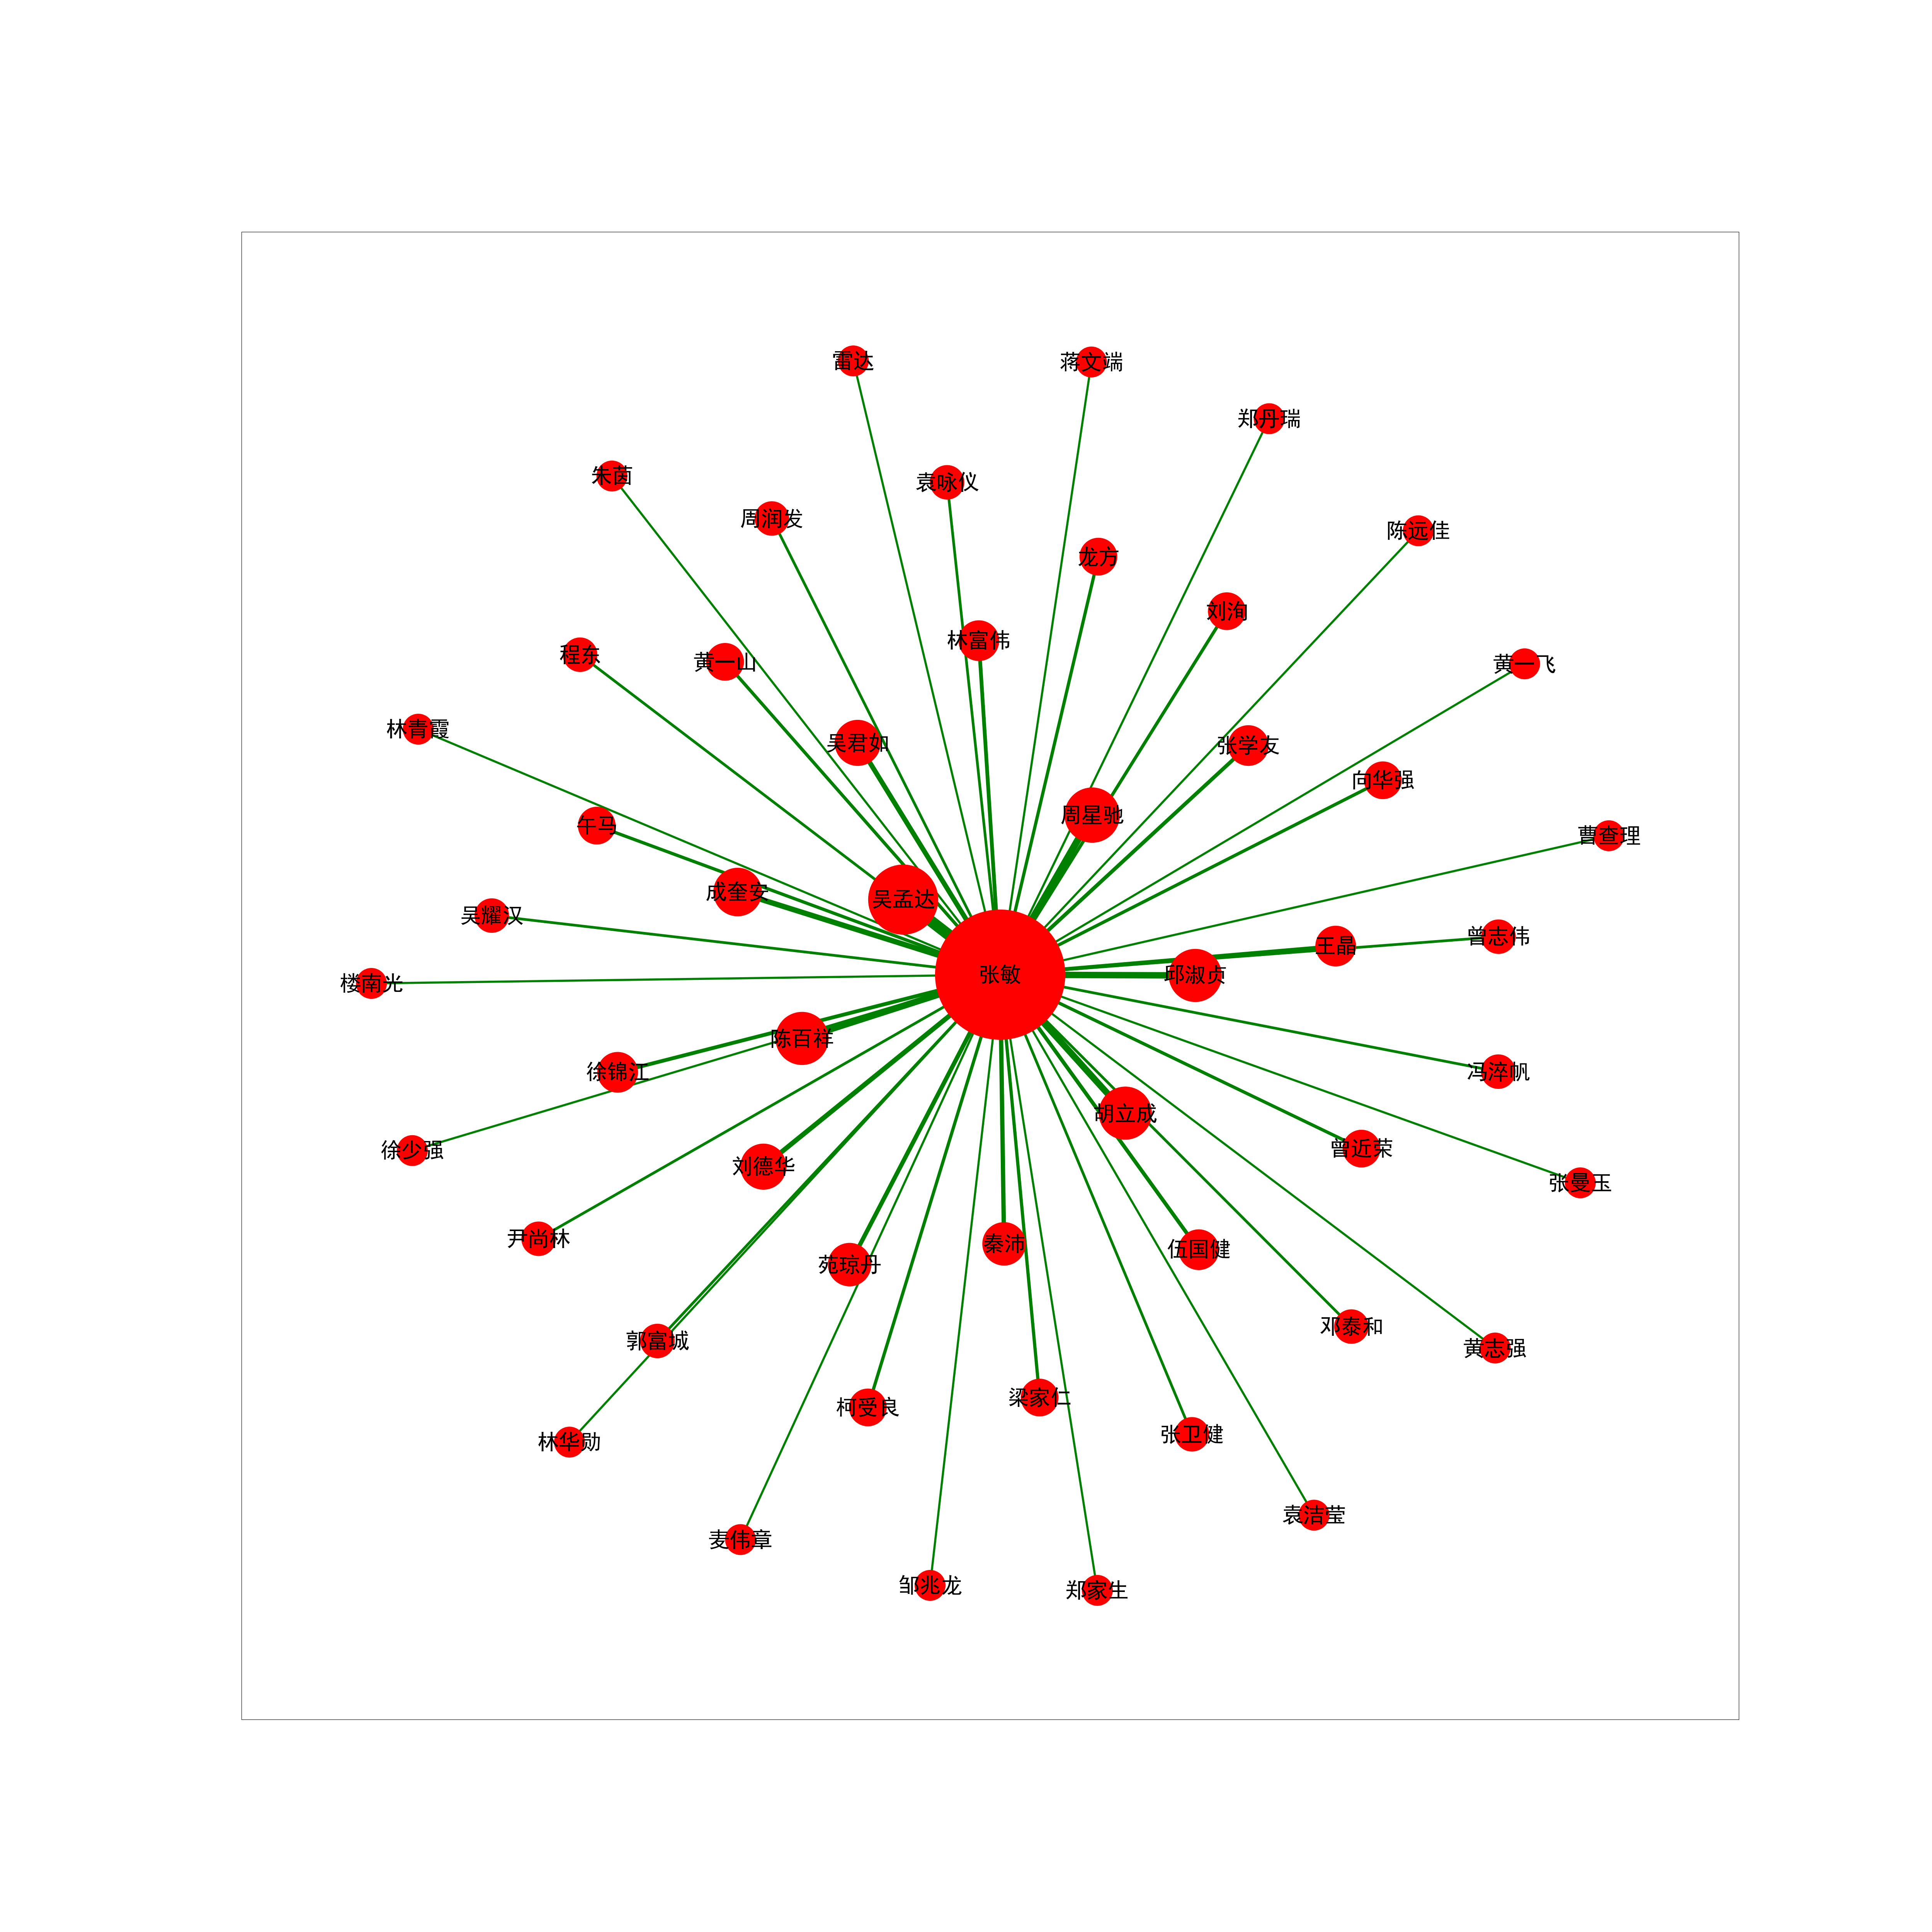 雷达
蒋文端
郑丹瑞
朱茵
袁咏仪
周润发
陈远佳
龙方
刘洵
林富伟
程东
黄一山
黄一飞
林青霞
吴君如
张学友
向华强
周星驰
午马
曹查理
成奎安
吴孟达
吴耀汉
曾志伟
王晶
张敏
邱淑贞
楼南光
陈百祥
徐锦江
冯淬帆
胡立成
徐少强
曾近荣
刘德华
张曼玉
尹尚林
秦沛
伍国健
苑琼丹
邓泰和
郭富城
黄志强
梁家仁
柯受良
张卫健
林华勋
袁洁莹
麦伟章
邹兆龙
郑家生